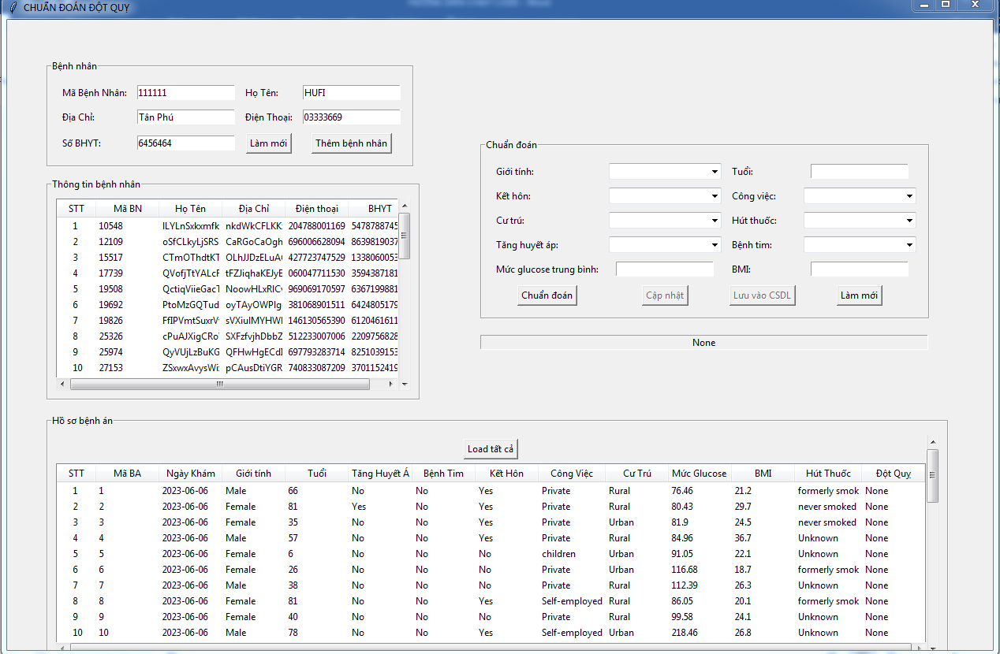 CHUẨN ĐOÁN ĐỘT QUỴ
Bệnh nhân
Mã Bệnh Nhân: 111111 Họ Tên: HUFI
Địa Chỉ: Tân Phú Điện Thoại: 03333669
Số BHYT: 6456464 Làm mới Thêm bệnh nhân
Thông tin bệnh nhân
STT Mã BN Họ Tên Địa Chỉ Điện thoại BHYT
1 10548 204788001169 5478788745
2 12109 oSfCLkyLjSRS CaRGoCaOgh 696006628094 8639819037
3 15517 CTmOThdtKT OLhJJDzELuA 427723747529 1338060053
4 17739 QVofjTtYALcF tFZJiqhaKEJyE 060047711530 3594387181
5 19508 QctiqViieGacT NoowHLxRICv 969069170597 6367199881
6 19692 PtoMzGQTud oyTAyOWPIg 381068901511 6424805179
7 19826 FfIPVmtSuxrV sVXiuIMYHWI 146130565390 6120461611
8 25326 cPuAJXigCRo SXFzfvjhDbbZ 512233007006 2209756828
9 25974 QyVUjLzBuKG QFHwHgECdI 697793283714 8251039153
10 27153 ZSxwxAvysWi pCAusDtiYGR 740833087209 3701152419
Chuẩn đoán
Giới tính: Tuổi:
Kết hôn: Công việc:
Cư trú: Hút thuốc:
Tăng huyết áp: Bệnh tim:
Mức glucose trung bình: BMI:
Chuẩn đoán Cập nhật Lưu vào CSDL Làm mới
None
Hồ sơ bệnh án
Load tất cả
STT Mã BA Ngày Khám Giới tính Tuổi Tăng Huyết Á Bệnh Tim Kết Hôn Công Việc Cư Trú Mức Glucose BMI Hút Thuốc Đột Quỵ
1 1 2023-06-06 Male 66 No No Yes Private Rural 76.46 21.2 formerly smok None
2 2 2023-06-06 Female 81 Yes No Yes Private Rural 80.43 29.7 never smoked None
3 3 2023-06-06 Female 35 No No Yes Private Urban 81.9 24.5 never smoked None
4 4 2023-06-06 Male 57 No No Yes Private Rural 84.96 36.7 Unknown None
5 5 2023-06-06 Female 6 No No No children Urban 91.05 22.1 Unknown None
6 6 2023-06-06 Female 26 No No No Private Urban 116.68 18.7 formerly smok None
7 7 2023-06-06 Male 38 No No No Private Rural 112.39 26.3 Unknown None
8 8 2023-06-06 Female 81 No No Yes Self-employed Rural 86.05 20.1 formerly smok None
9 9 2023-06-06 Female 40 No No No Private Rural 99.58 24.1 Unknown None
10 10 2023-06-06 Male 78 No No Yes Self-employed Urban 218.46 26.8 Unknown None